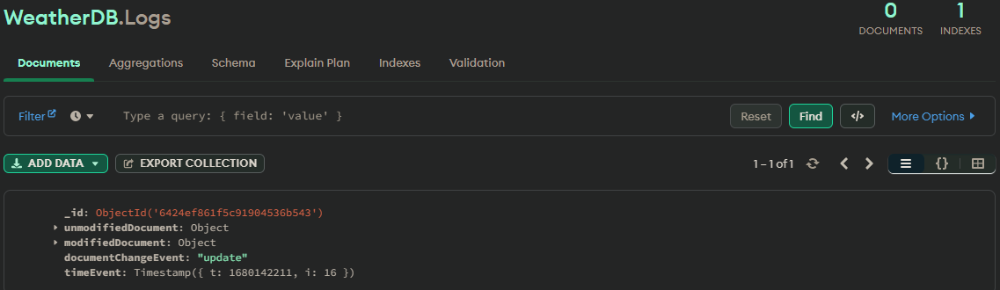 WeatherDB.Logs
0 1
DOCUMENTS INDEXES
Documents Aggregations Schema Explain Plan Indexes Validation
Filter Type a query: { field: 'value' } Reset Find </> More Options
ADD DATA EXPORT COLLECTION 1 – 1 of 1 {}
_id: ObjectId('6424ef861f5c91904536b543')
unmodifiedDocument: Object
modifiedDocument: Object
documentChangeEvent: "update"
timeEvent: Timestamp({ t: 1680142211, i: 16 })